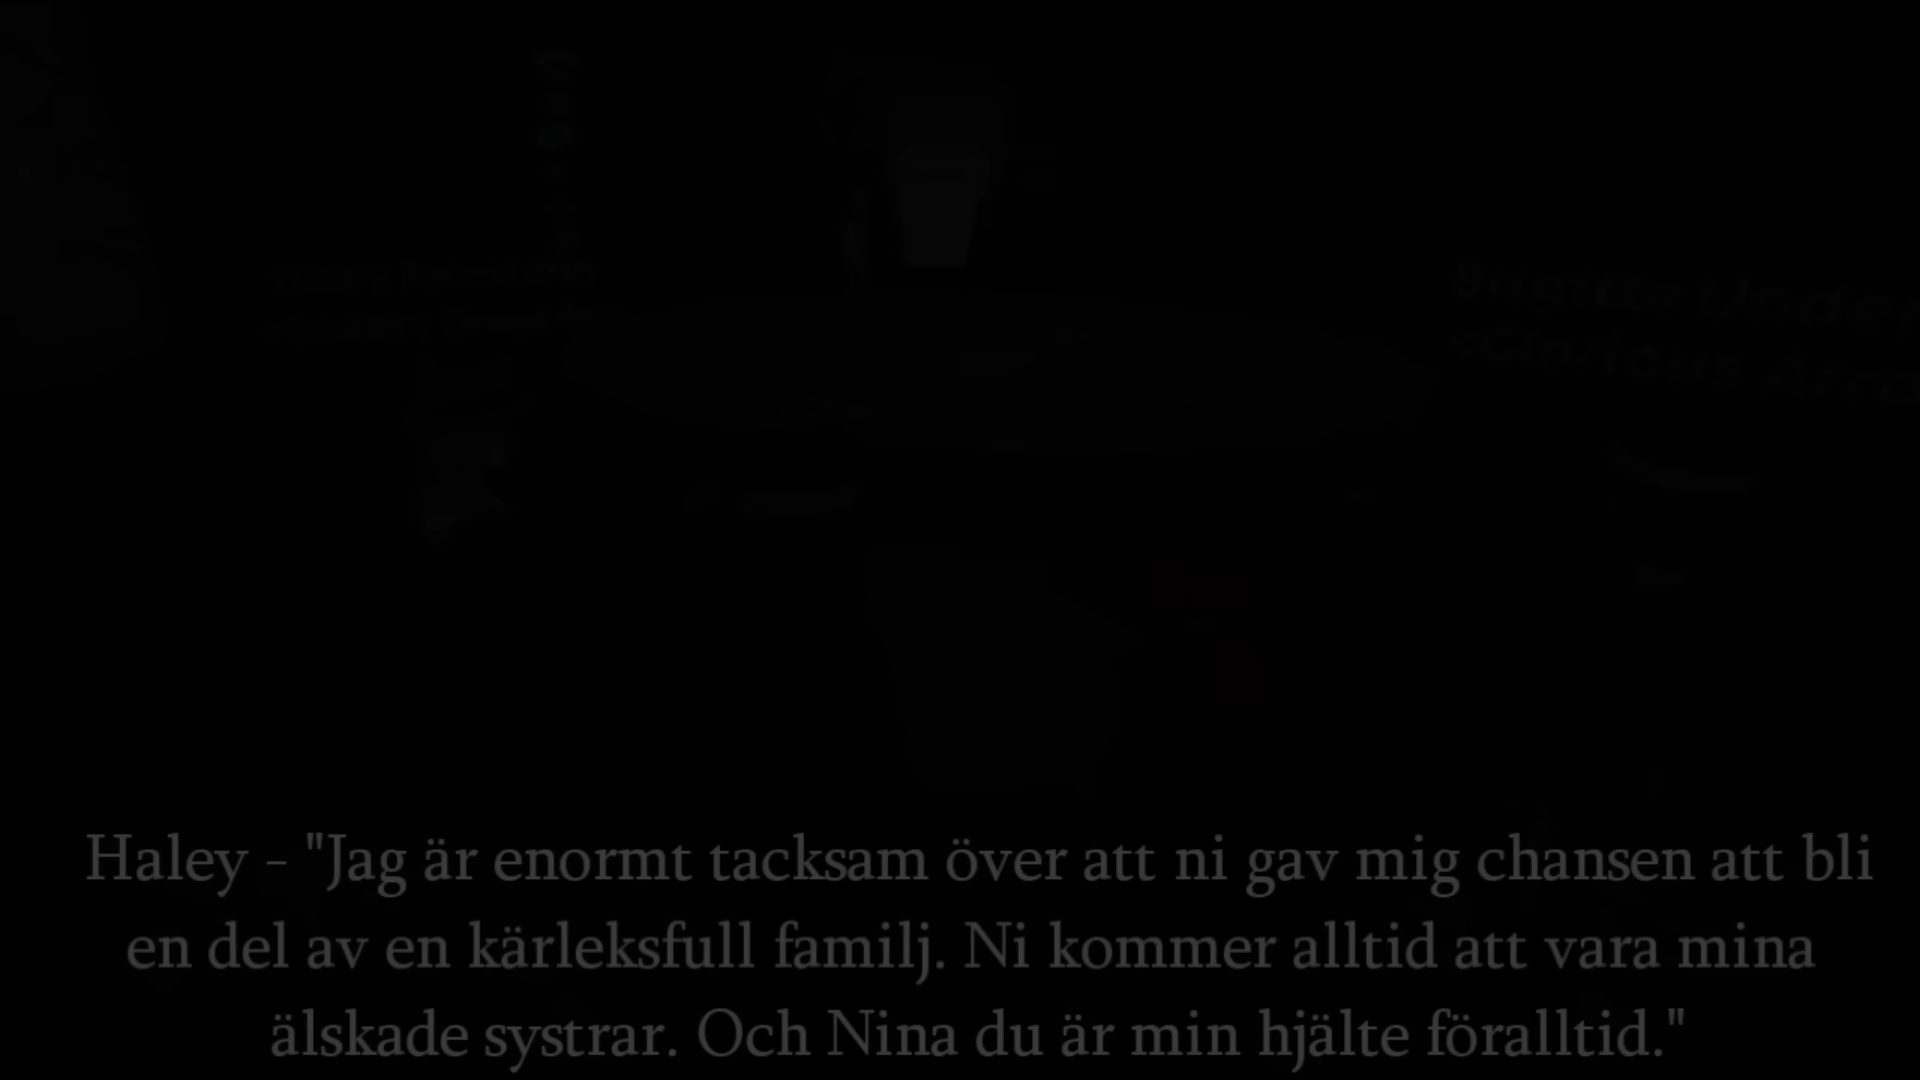 Haley - "Jag är enormt tacksam över att ni gav mig chansen att bli
en del av en kärleksfull familj. Ni kommer alltid att vara mina
älskade systrar. Och Nina du är min hjälte föralltid."